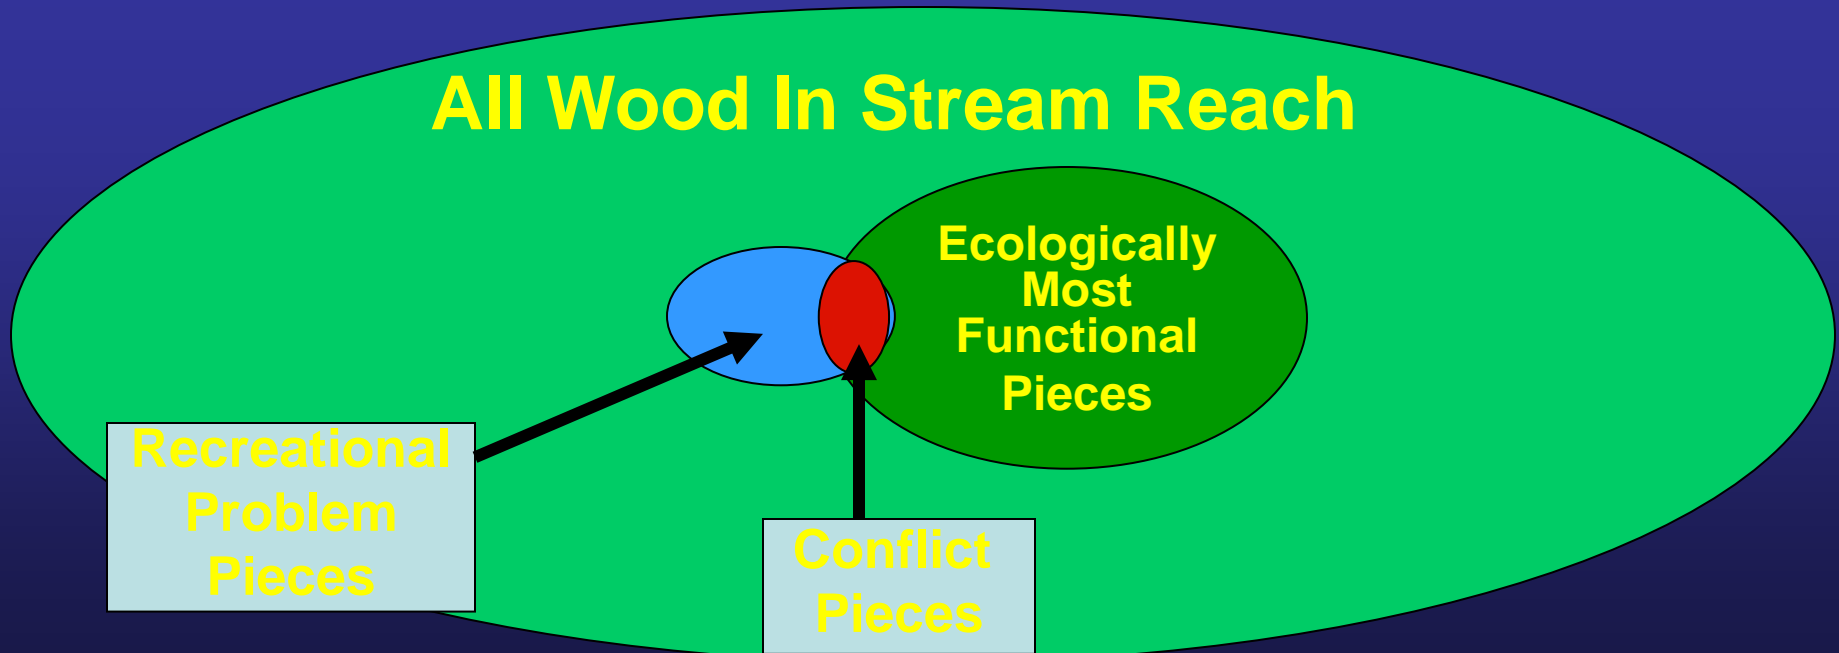 All Wood In Stream Reach
Ecologically
Most
Functional
Pieces
Recreational
Problem
Pieces
Conflict
Pieces